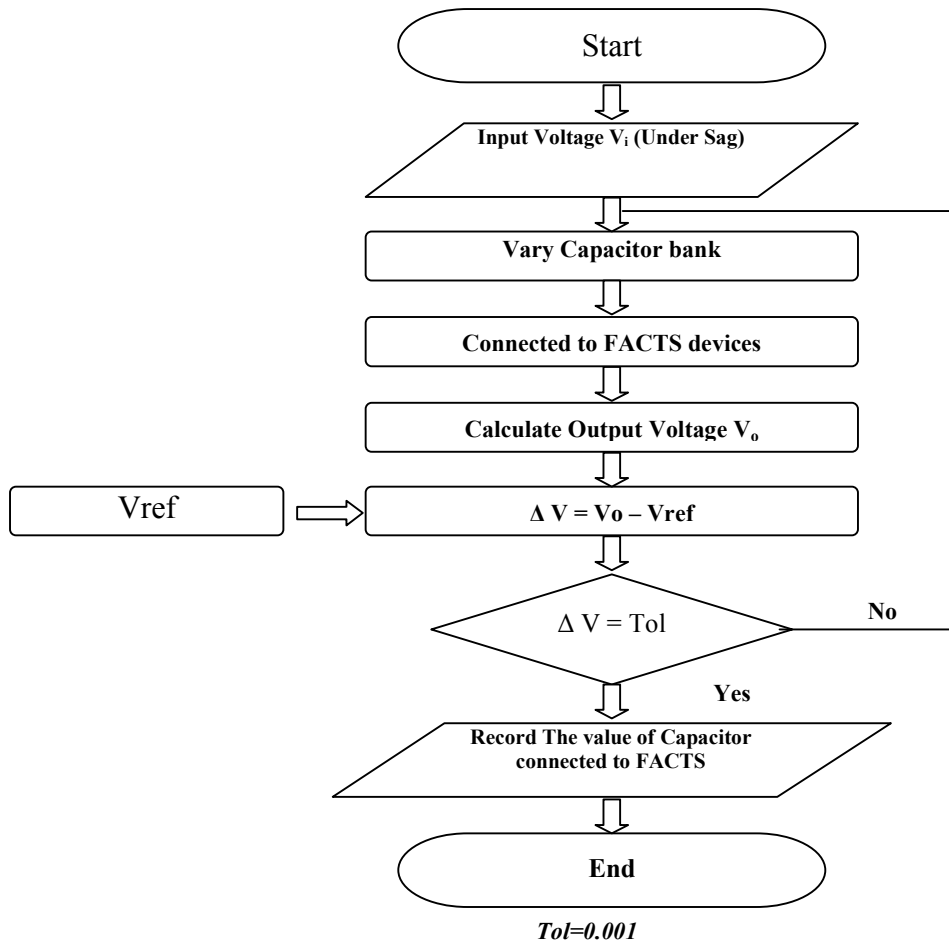 Start
Input Voltage Vi (Under Sag)
Vary Capacitor bank
Connected to FACTS devices
Calculate Output Voltage Vo
Vref
Δ V = Vo – Vref
Δ V = Tol
No
Yes
Record The value of Capacitor
connected to FACTS
End
Tol=0.001